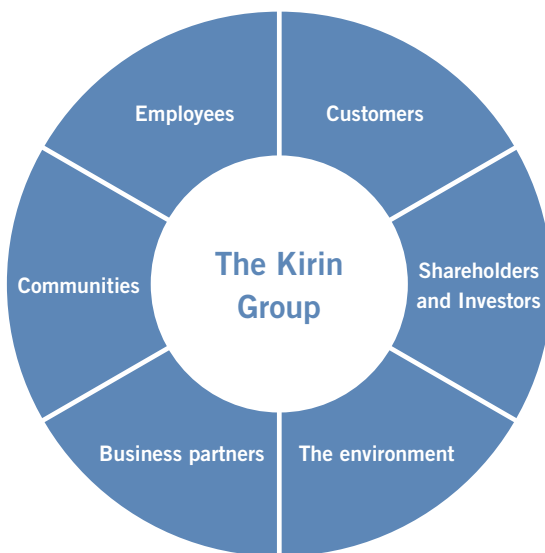 Employees
Customers
The Kirin
Group
Shareholders
and Investors
Communities
Business partners
The environment